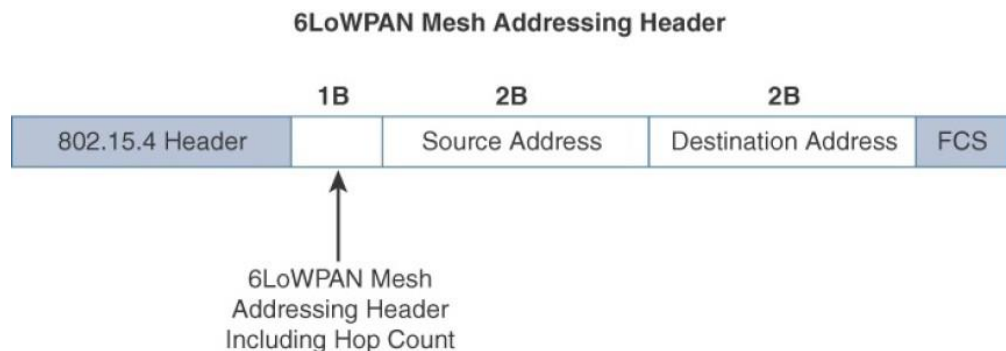 6LoWPAN Mesh Addressing Header
1B 2B 2B
802.15.4 Header Source Address Destination Address FCS
6LoWPAN Mesh
Addressing Header
Including Hop Count